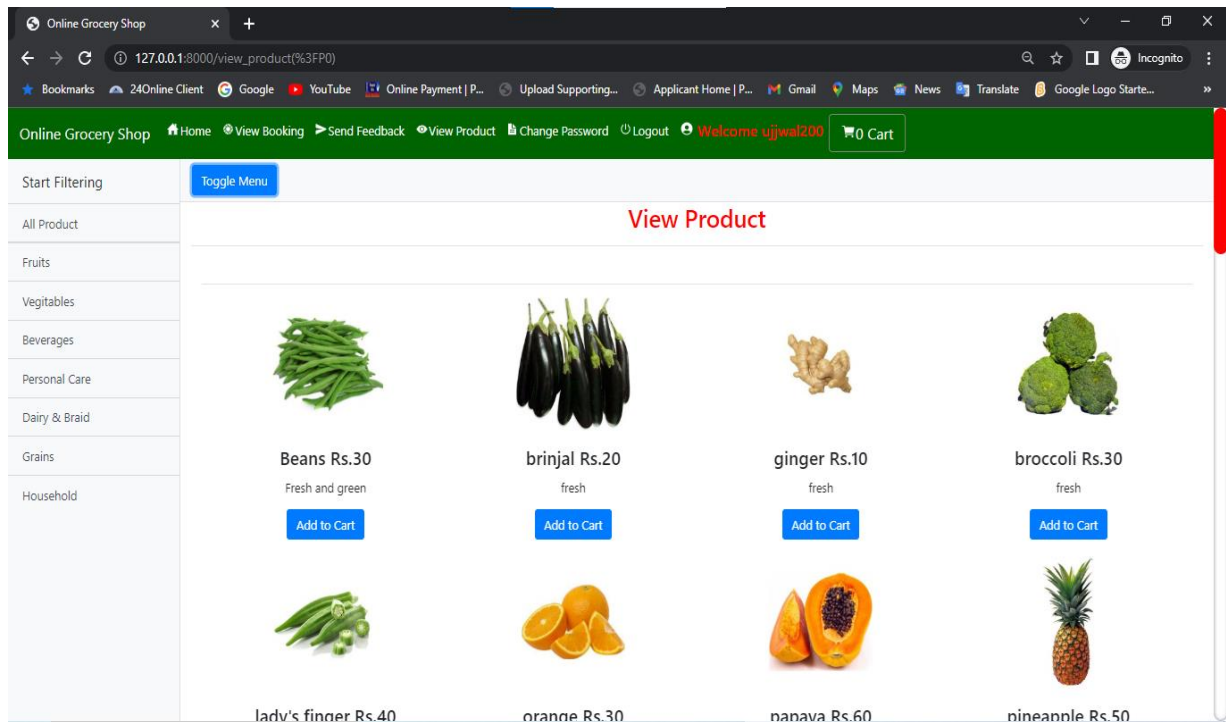 Online Grocery Shop
127.0.0.1:8000/view_product(%3FP0)
Incognito
Bookmarks 24Online Client Google YouTube Online Payment | P... Upload Supporting... Applicant Home | P... Gmail Maps News Translate Google Logo Starte... »
Online Grocery Shop Home View Booking Send Feedback View Product Change Password Logout Welcome ujjwal200 0 Cart
Start Filtering
Toggle Menu
All Product
Fruits
Vegitables
Beverages
Personal Care
Dairy & Braid
Grains
Household
View Product
Beans Rs.30 brinjal Rs.20 ginger Rs.10 broccoli Rs.30
Fresh and green fresh fresh fresh
Add to Cart Add to Cart Add to Cart Add to Cart
lady's finger Rs.40 orange Rs.30 papaya Rs.60 pineapple Rs.50